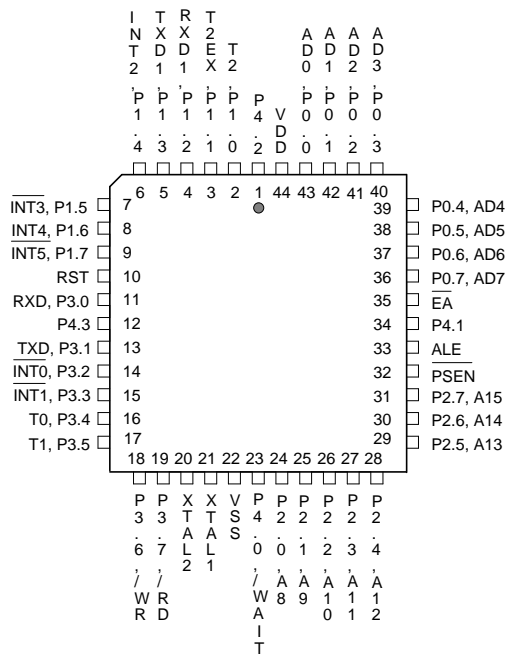 INT2,P1.4
TXD1,P1.3
RXD1,P1.2
T2EX,P1.1
T2,P1.0
P4.2
VDD
AD0,P0.0
AD1,P0.1
AD2,P0.2
AD3,P0.3
6 5 4 3 2 1 44 43 42 41 40
INT3, P1.5 7
INT4, P1.6 8
INT5, P1.7 9
RST 10
RXD, P3.0 11
P4.3 12
TXD, P3.1 13
INT0, P3.2 14
INT1, P3.3 15
T0, P3.4 16
T1, P3.5 17
39 P0.4, AD4
38 P0.5, AD5
37 P0.6, AD6
36 P0.7, AD7
35 EA
34 P4.1
33 ALE
32 PSEN
31 P2.7, A15
30 P2.6, A14
29 P2.5, A13
18 19 20 21 22 23 24 25 26 27 28
P3.6,/WR
P3.7,/RD
XTAL2
XTAL1
VSS
P4.0,/WAIT
P2.0,A8
P2.1,A9
P2.2,A10
P2.3,A11
P2.4,A12